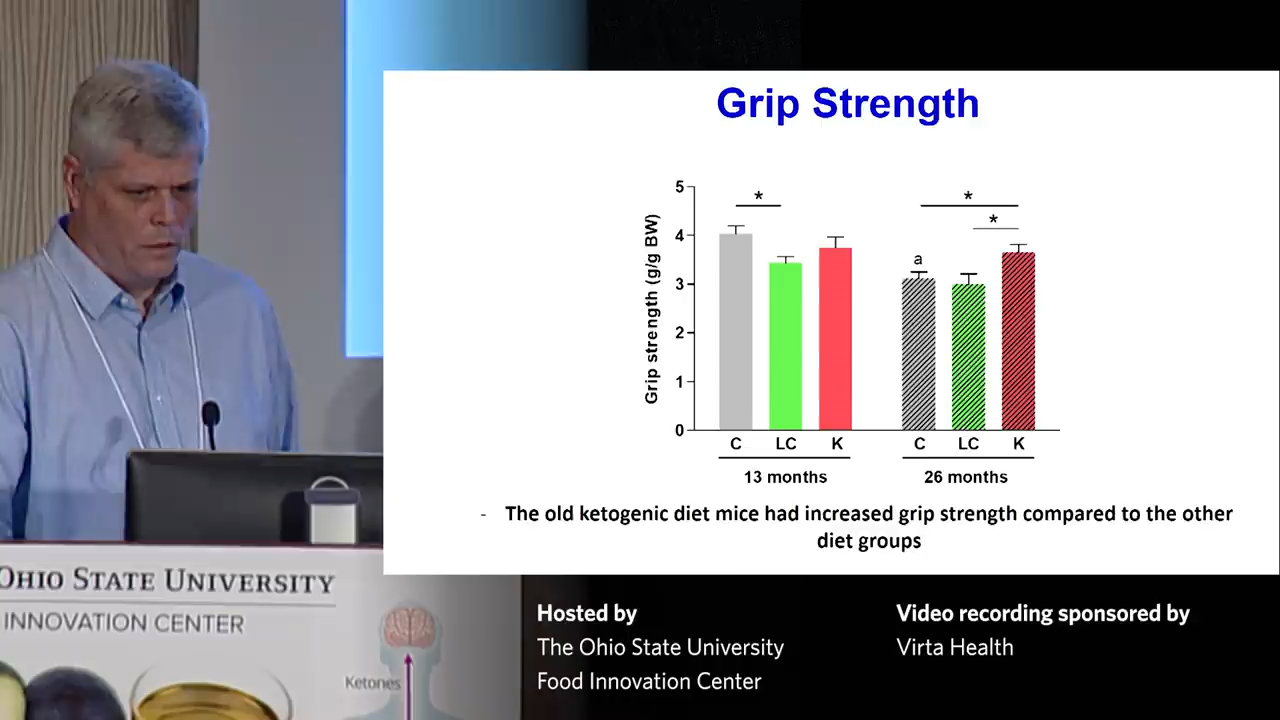 Grip Strength
Grip strength (g/g BW)
5
4
3
2
1
0
*
*
*
a
C LC K C LC K
13 months 26 months
- The old ketogenic diet mice had increased grip strength compared to the other
diet groups
OHIO STATE UNIVERSITY
INNOVATION CENTER
Ketones
Hosted by
The Ohio State University
Food Innovation Center
Video recording sponsored by
Virta Health